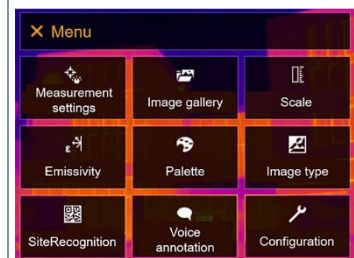 Menu
Measurement
settings
Image gallery
Scale
ε
Emissivity
Palette
Image type
SiteRecognition
Voice
annotation
Configuration